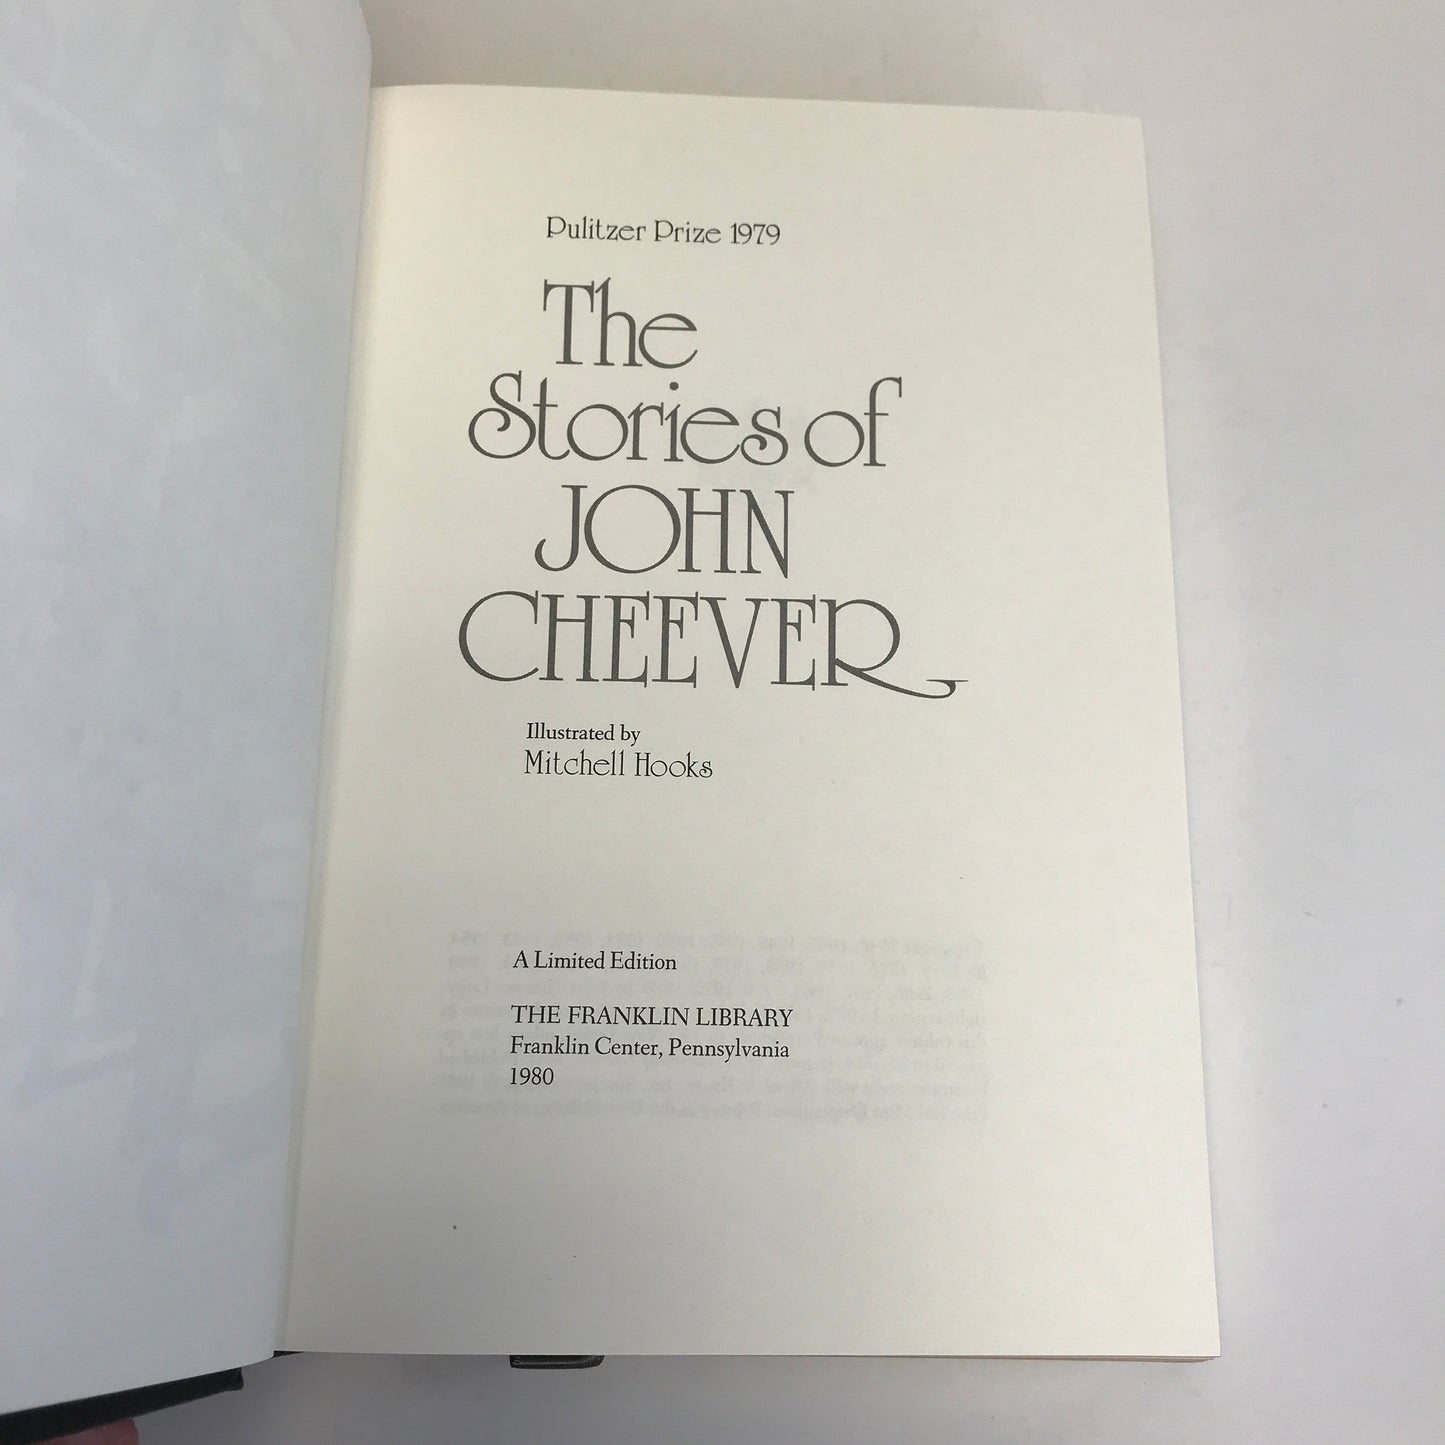 Pulitzer Prize 1979
The
Stories of
JOHN
CHEEVER
Illustrated by
Mitchell Hooks
A Limited Edition
THE FRANKLIN LIBRARY
Franklin Center, Pennsylvania
1980